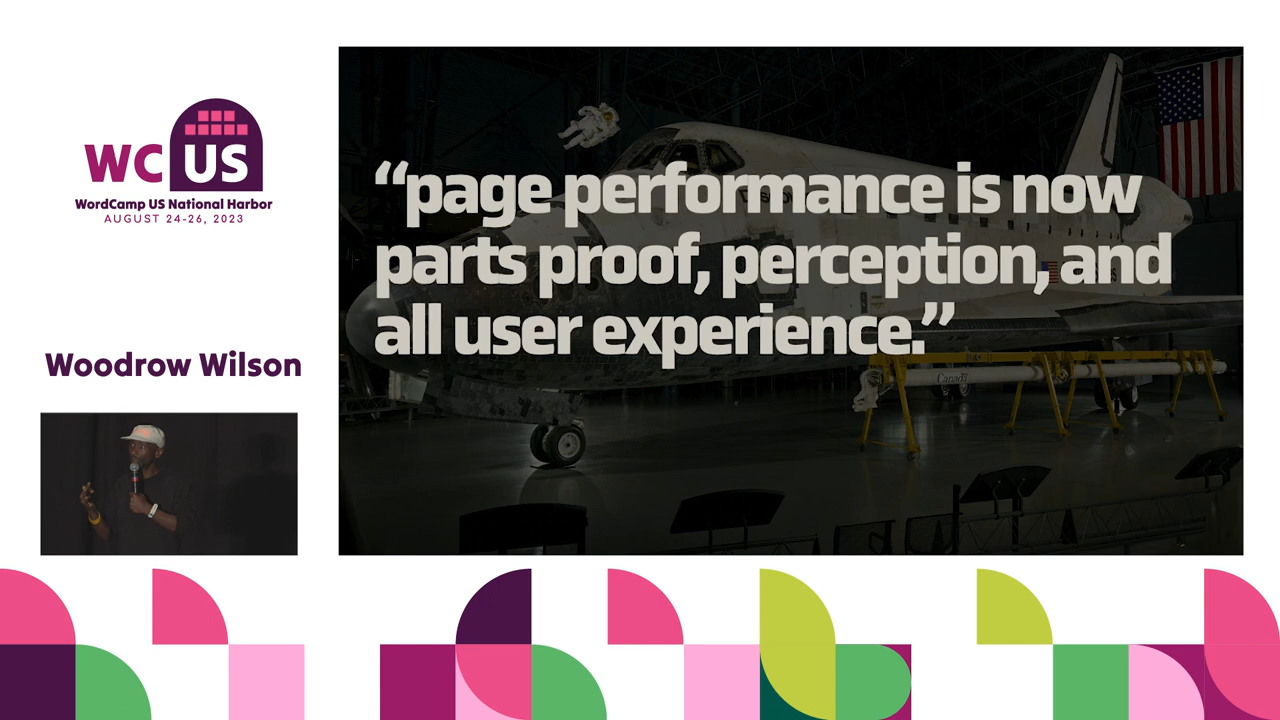 WC US
WordCamp US National Harbor
AUGUST 24-26, 2023
Woodrow Wilson
“page performance is now
parts proof, perception, and
all user experience.”
Canada